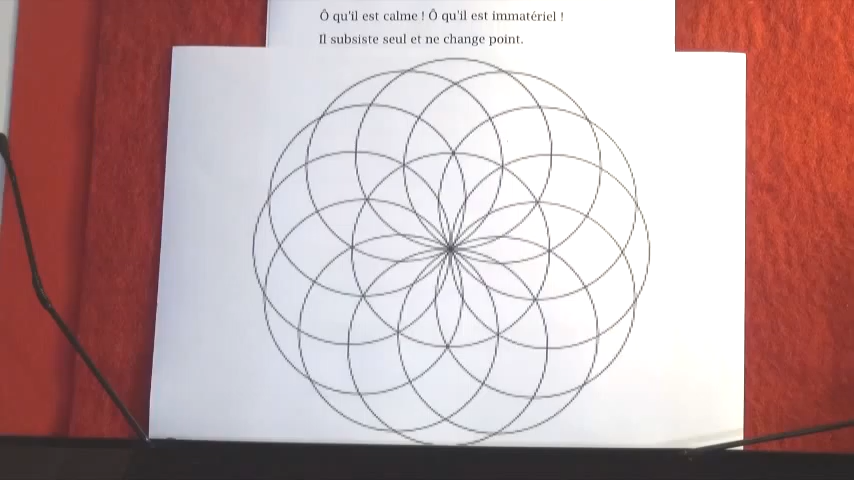 Ô qu'il est calme ! Ô qu'il est immatériel !
Il subsiste seul et ne change point.